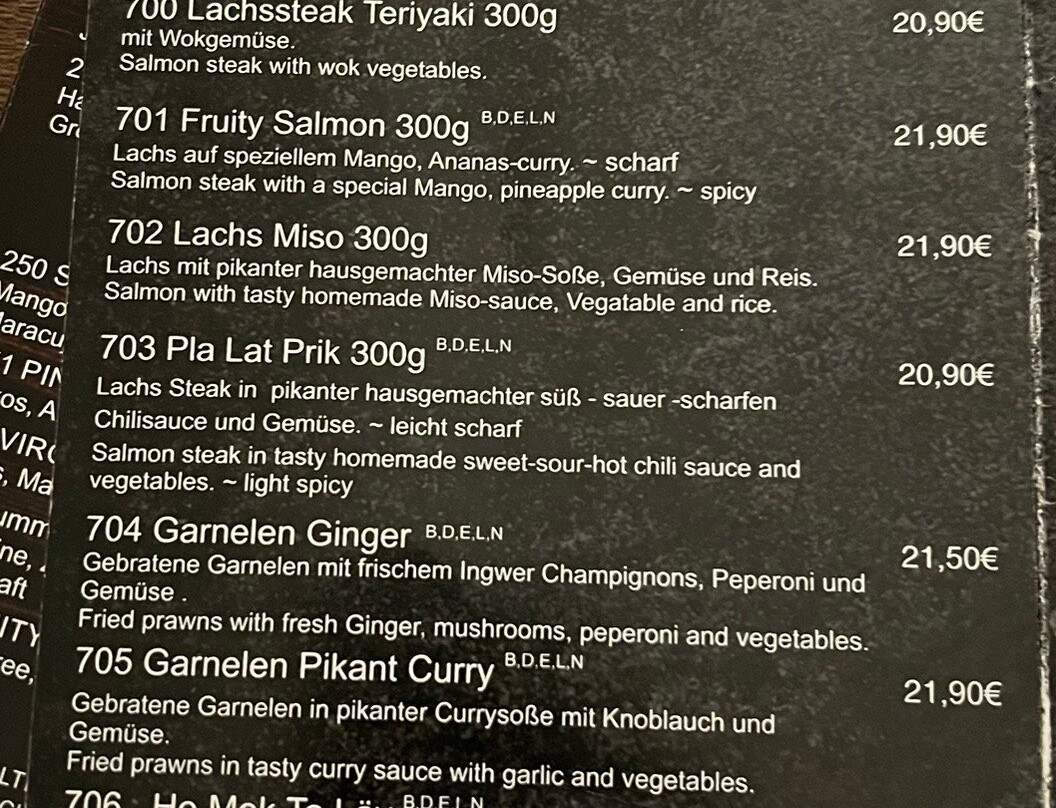 700 Lachssteak Teriyaki 300g 20,90€
mit Wokgemüse.
Salmon steak with wok vegetables.
701 Fruity Salmon 300g B,D,E,L,N 21,90€
Lachs auf speziellem Mango, Ananas-curry. ~ scharf
Salmon steak with a special Mango, pineapple curry. ~ spicy
702 Lachs Miso 300g 21,90€
Lachs mit pikanter hausgemachter Miso-Soße, Gemüse und Reis.
Salmon with tasty homemade Miso-sauce, Vegatable and rice.
703 Pla Lat Prik 300g B,D,E,L,N 20,90€
Lachs Steak in pikanter hausgemachter süß - sauer -scharfen
Chilisauce und Gemüse. ~ leicht scharf
Salmon steak in tasty homemade sweet-sour-hot chili sauce and
vegetables. ~ light spicy
704 Garnelen Ginger B,D,E,L,N 21,50€
Gebratene Garnelen mit frischem Ingwer Champignons, Peperoni und
Gemüse .
Fried prawns with fresh Ginger, mushrooms, peperoni and vegetables.
705 Garnelen Pikant Curry B,D,E,L,N 21,90€
Gebratene Garnelen in pikanter Currysoße mit Knoblauch und
Gemüse.
Fried prawns in tasty curry sauce with garlic and vegetables.
706 Ho Mok B,D,E,L,N
250
Mango